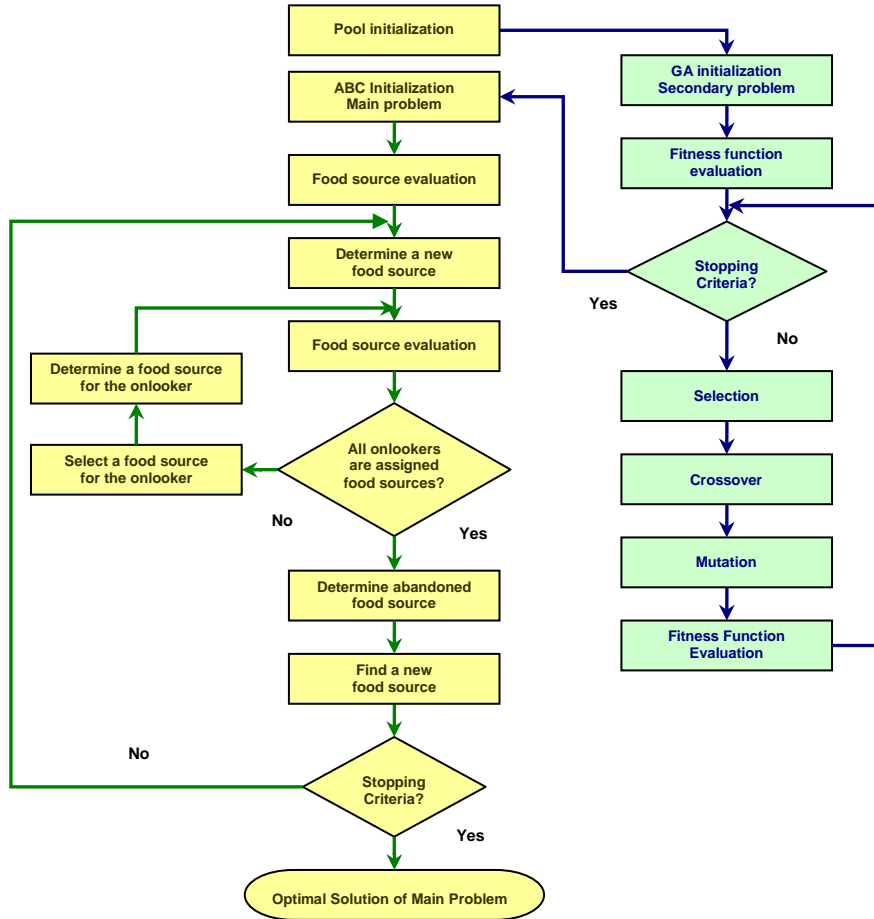 Pool initialization
ABC Initialization
Main problem
Food source evaluation
Determine a new
food source
Food source evaluation
Determine a food source
for the onlooker
Select a food source
for the onlooker
All onlookers
are assigned
food sources?
No
Yes
Determine abandoned
food source
Find a new
food source
No
Stopping
Criteria?
Yes
Optimal Solution of Main Problem
GA initialization
Secondary problem
Fitness function
evaluation
Stopping
Criteria?
Yes
No
Selection
Crossover
Mutation
Fitness Function
Evaluation